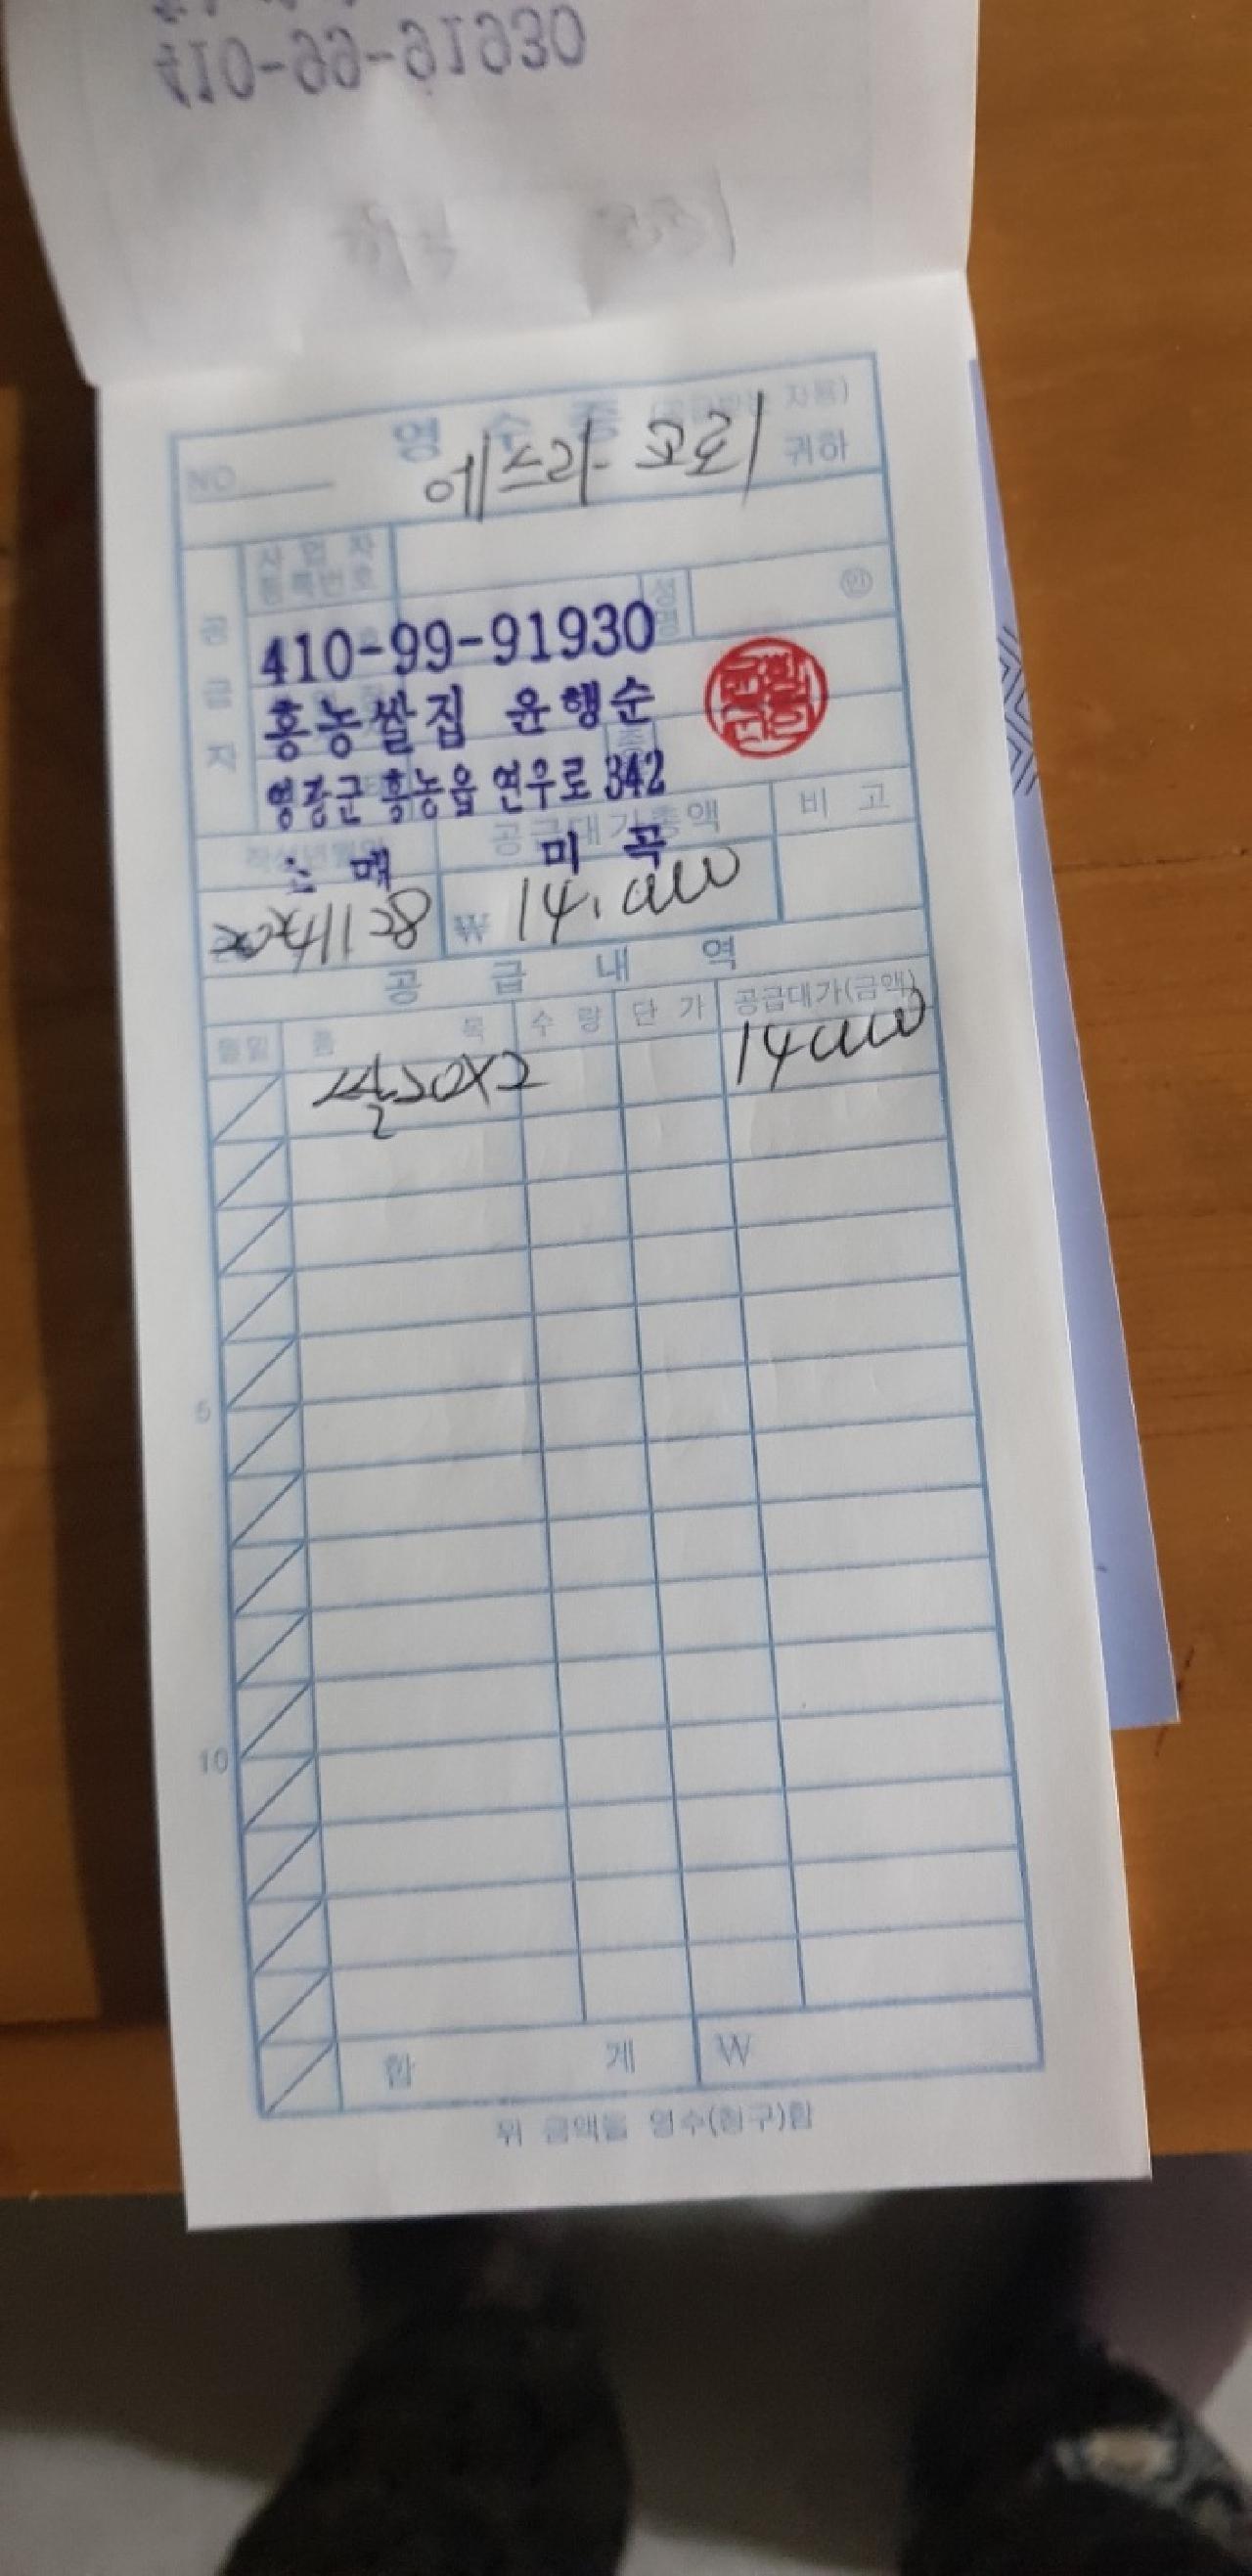 410-99-91930
영 수 증 (공급받는 자용)
NO.
에스라 코리 귀하
공급자
사업자등록번호
성명 ㊞
410-99-91930
홍농쌀집 윤행순
영광군 홍농읍 연우로 342
소 매 미 곡
작성년월일 공급대가총액 비 고
20241128 ₩ 14,000
공 급 내 역
월일 품 목 수 량 단 가 공급대가(금액)
쌀20X2 14000
5
10
합 계 ₩
위 금액을 영수(청구)함